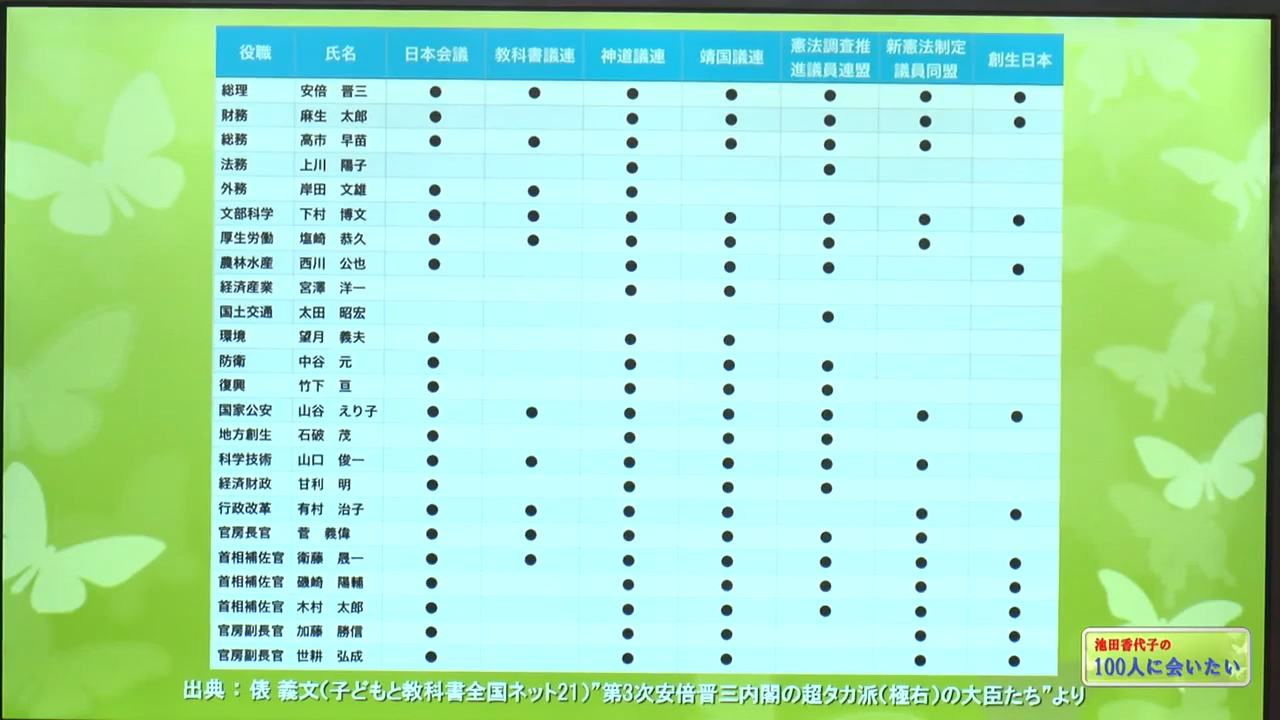 役職 氏名 日本会議 教科書議連 神道議連 靖国議連 憲法調査推進議員連盟 新憲法制定議員同盟 創生日本
総理 安倍 晋三 ● ● ● ● ● ● ●
財務 麻生 太郎 ● ● ● ● ● ●
総務 高市 早苗 ● ● ● ● ● ●
法務 上川 陽子 ● ●
外務 岸田 文雄 ● ● ●
文部科学 下村 博文 ● ● ● ● ● ● ●
厚生労働 塩崎 恭久 ● ● ● ● ● ●
農林水産 西川 公也 ● ● ● ● ●
経済産業 宮澤 洋一 ● ●
国土交通 太田 昭宏 ●
環境 望月 義夫 ● ● ●
防衛 中谷 元 ● ● ● ●
復興 竹下 亘 ● ● ● ●
国家公安 山谷 えり子 ● ● ● ● ● ● ●
地方創生 石破 茂 ● ● ● ●
科学技術 山口 俊一 ● ● ● ● ● ●
経済財政 甘利 明 ● ● ● ●
行政改革 有村 治子 ● ● ● ● ● ●
官房長官 菅 義偉 ● ● ● ● ● ●
首相補佐官 衛藤 晟一 ● ● ● ● ● ● ●
首相補佐官 磯崎 陽輔 ● ● ● ● ● ●
首相補佐官 木村 太郎 ● ● ● ● ● ●
官房副長官 加藤 勝信 ● ● ● ● ●
官房副長官 世耕 弘成 ● ● ● ● ●
池田香代子の
100人に会いたい
出典 : 俵 義文(子どもと教科書全国ネット21)”第3次安倍晋三内閣の超タカ派(極右)の大臣たち”より